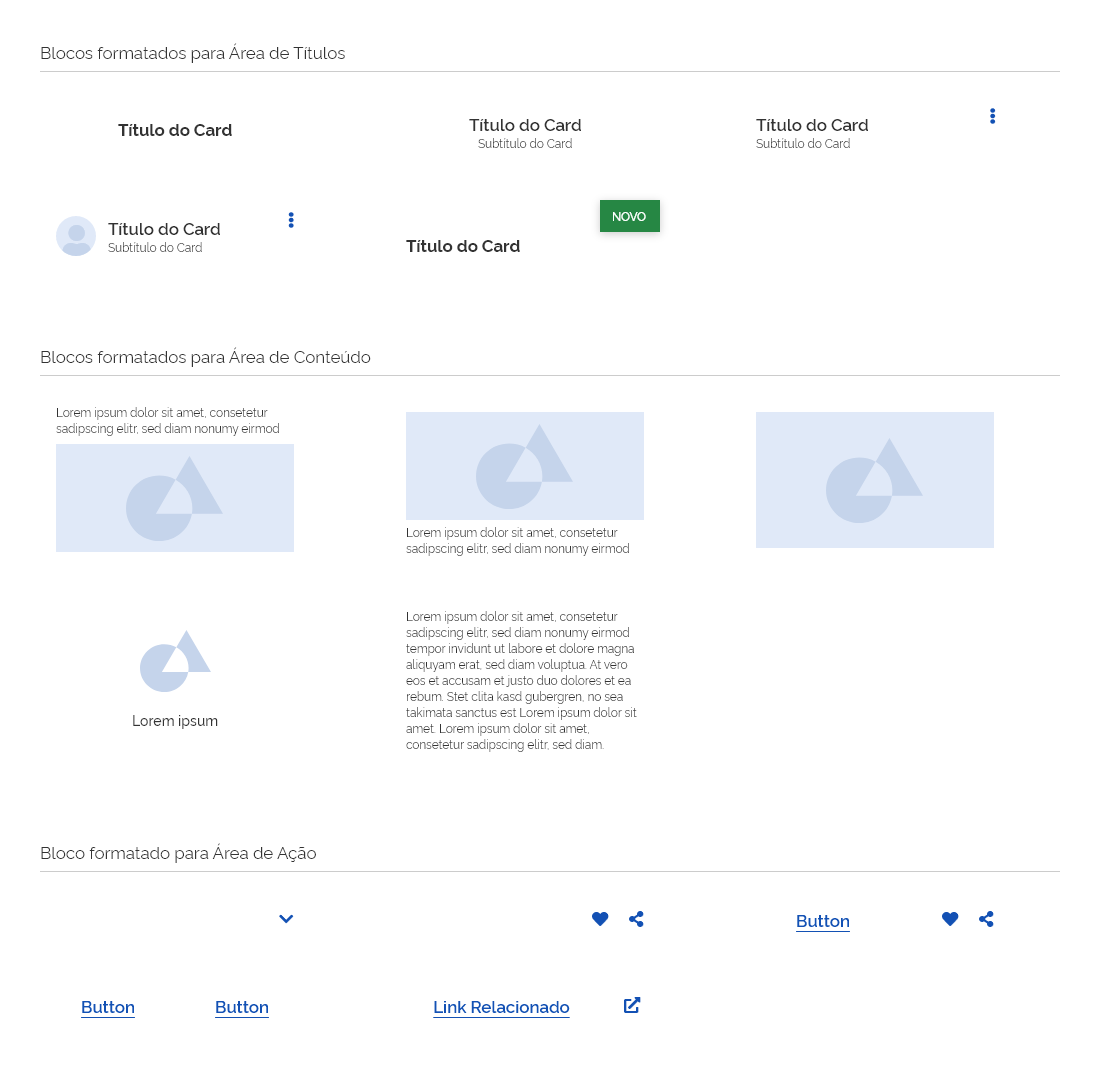 Blocos formatados para Área de Títulos
Título do Card
Título do Card
Subtítulo do Card
Título do Card
Subtítulo do Card
Título do Card
Subtítulo do Card
NOVO
Título do Card
Blocos formatados para Área de Conteúdo
Lorem ipsum dolor sit amet, consetetur
sadipscing elitr, sed diam nonumy eirmod
Lorem ipsum dolor sit amet, consetetur
sadipscing elitr, sed diam nonumy eirmod
Lorem ipsum
Lorem ipsum dolor sit amet, consetetur
sadipscing elitr, sed diam nonumy eirmod
tempor invidunt ut labore et dolore magna
aliquyam erat, sed diam voluptua. At vero
eos et accusam et justo duo dolores et ea
rebum. Stet clita kasd gubergren, no sea
takimata sanctus est Lorem ipsum dolor sit
amet. Lorem ipsum dolor sit amet,
consetetur sadipscing elitr, sed diam.
Bloco formatado para Área de Ação
Button
Button
Button
Link Relacionado